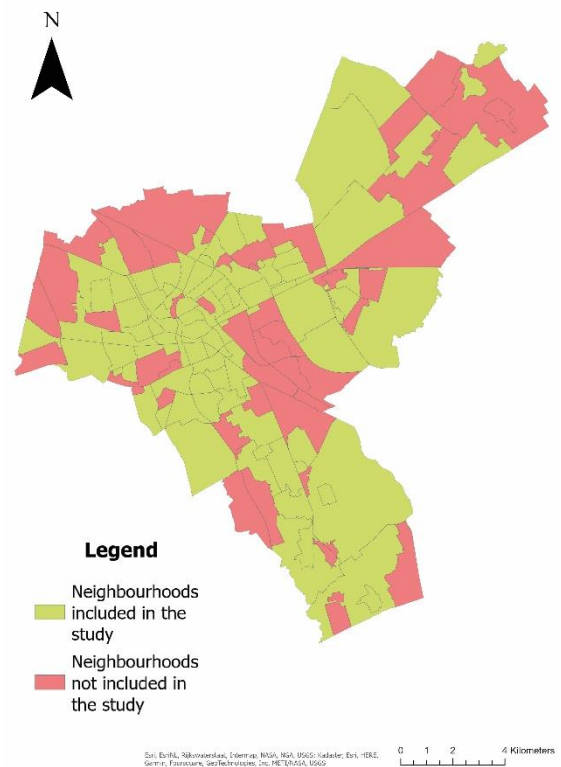 N
Legend
Neighbourhoods
included in the
study
Neighbourhoods
not included in
the study
Esri, EsriNL, Rijkswaterstaat, Intermap, NASA, NGA, USGS; Kadaster, Esri, HERE,
Garmin, Foursquare, GeoTechnologies, Inc, METI/NASA, USGS
0 1 2 4 Kilometers